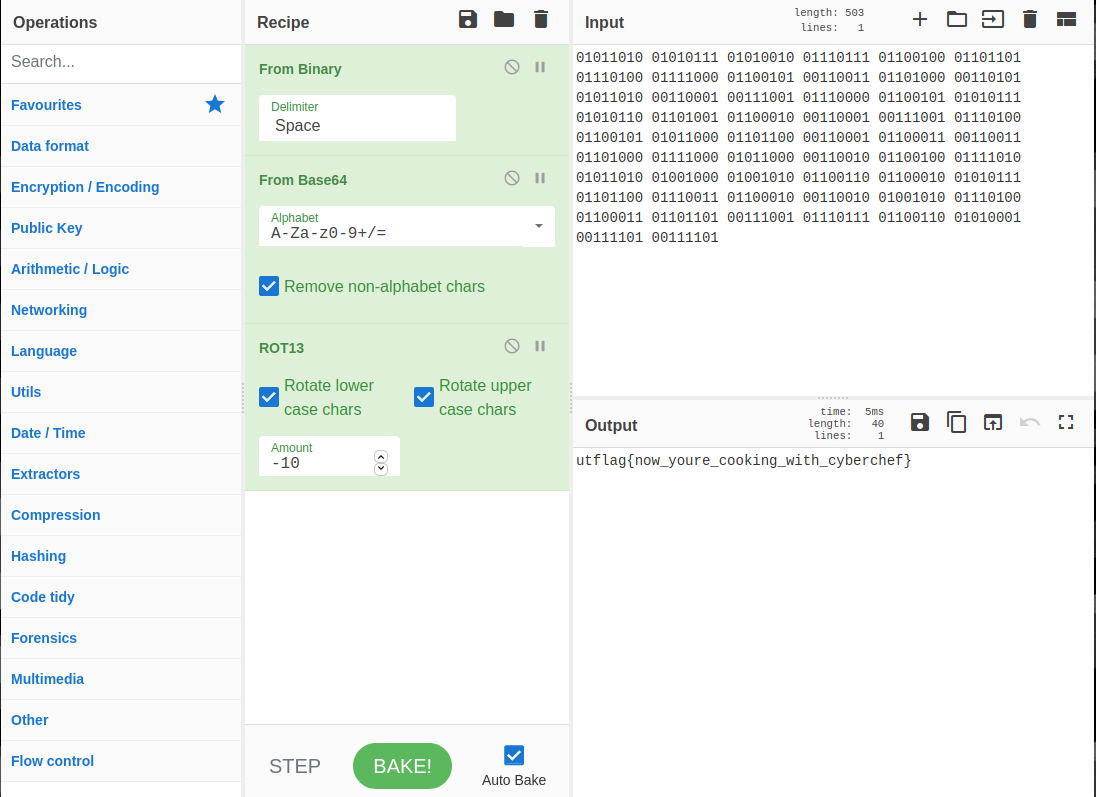 Operations
Search...
Favourites
Data format
Encryption / Encoding
Public Key
Arithmetic / Logic
Networking
Language
Utils
Date / Time
Extractors
Compression
Hashing
Code tidy
Forensics
Multimedia
Other
Flow control
Recipe
From Binary
Delimiter
Space
From Base64
Alphabet
A-Za-z0-9+/=
Remove non-alphabet chars
ROT13
Rotate lower
case chars
Rotate upper
case chars
Amount
-10
STEP
BAKE!
Auto Bake
Input
length: 503
lines: 1
01011010 01010111 01010010 01110111 01100100 01101101
01110100 01111000 01100101 00110011 01101000 00110101
01011010 00110001 00111001 01110000 01100101 01010111
01010110 01101001 01100010 00110001 00111001 01110100
01100101 01011000 01101100 00110001 01100011 00110011
01101000 01111000 01011000 00110010 01100100 01111010
01011010 01001000 01001010 01100110 01100010 01010111
01101100 01110011 01100010 00110010 01001010 01110100
01100011 01101101 00111001 01110111 01100110 01010001
00111101 00111101
Output
time: 5ms
length: 40
lines: 1
utflag{now_youre_cooking_with_cyberchef}